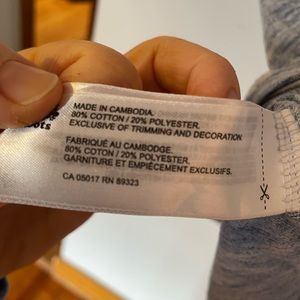 MADE IN CAMBODIA.
80% COTTON / 20% POLYESTER
EXCLUSIVE OF TRIMMING AND DECORATION
FABRIQUÉ AU CAMBODGE.
80% COTTON / 20% POLYESTER,
GARNITURE ET EMPIÈCEMENT EXCLUSIFS.
CA 05017 RN 89323